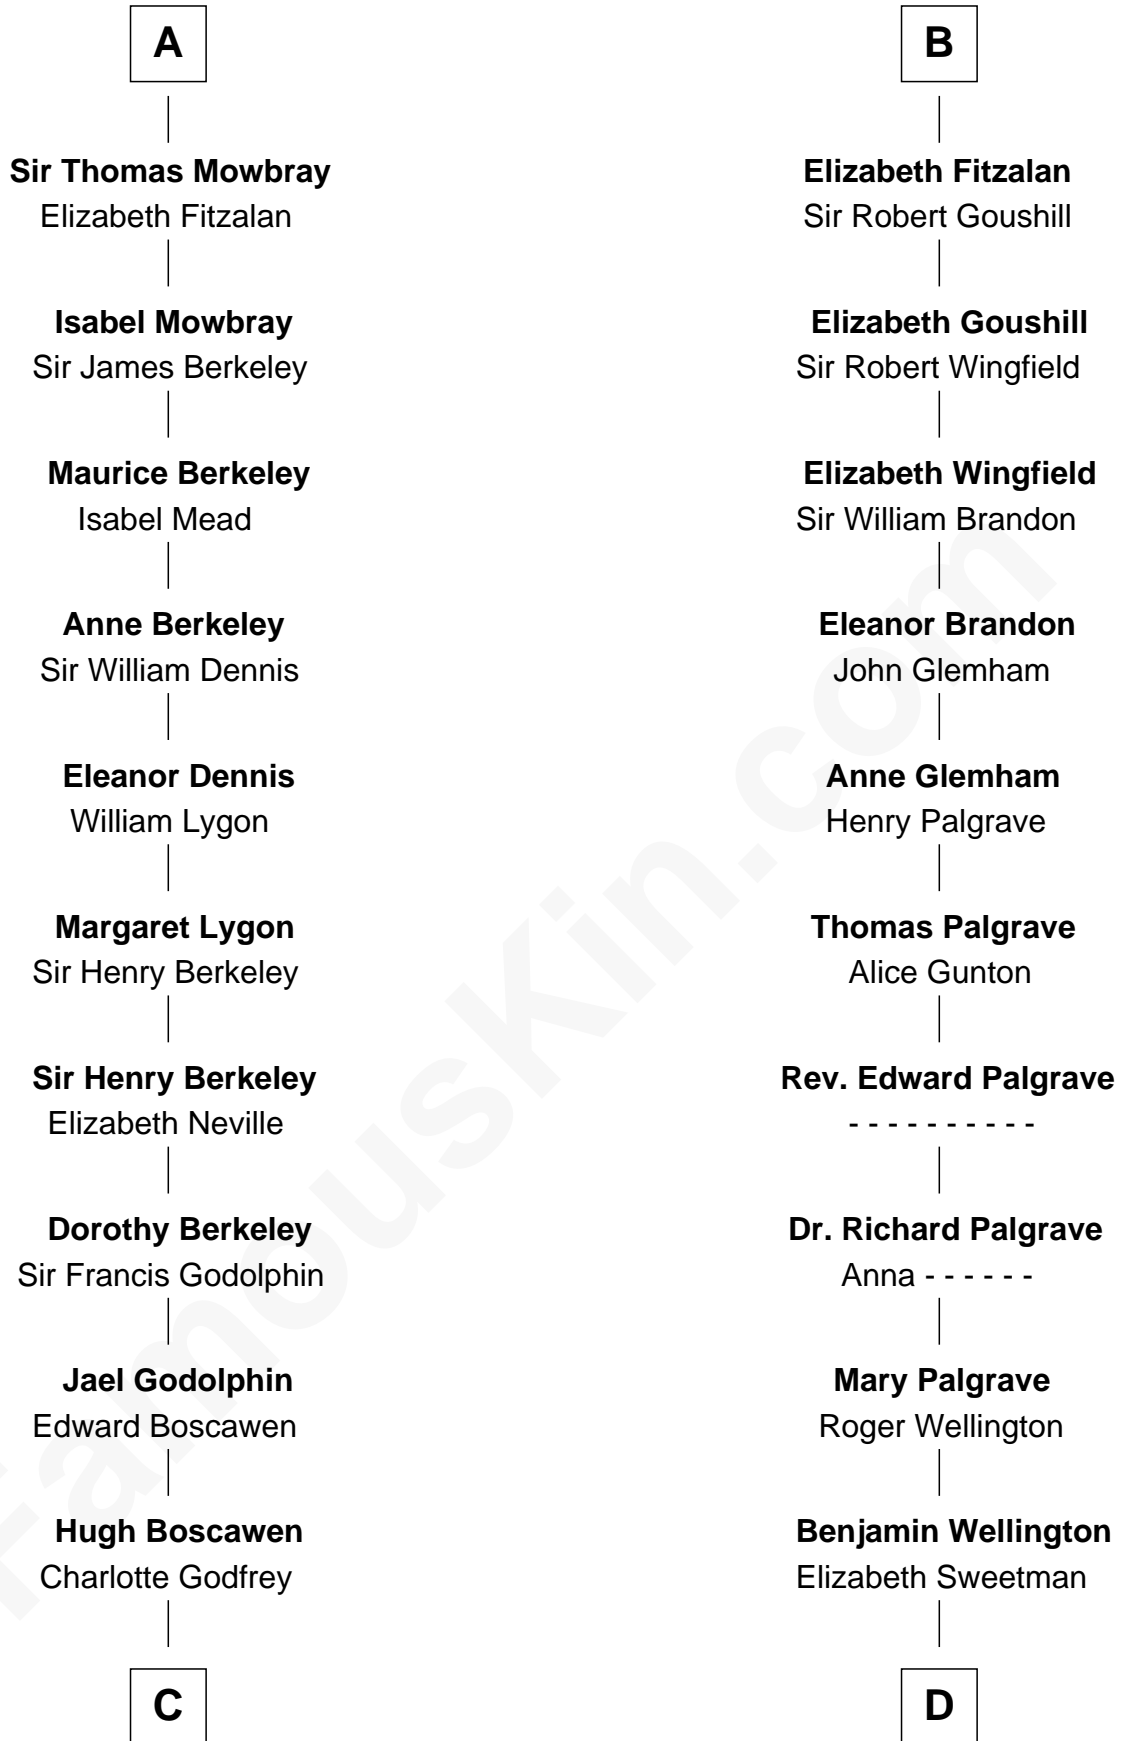 A
Sir Thomas Mowbray
Elizabeth Fitzalan
Isabel Mowbray
Sir James Berkeley
Maurice Berkeley
Isabel Mead
Anne Berkeley
Sir William Dennis
Eleanor Dennis
William Lygon
Margaret Lygon
Sir Henry Berkeley
Sir Henry Berkeley
Elizabeth Neville
Dorothy Berkeley
Sir Francis Godolphin
Jael Godolphin
Edward Boscawen
Hugh Boscawen
Charlotte Godfrey
C
B
Elizabeth Fitzalan
Sir Robert Goushill
Elizabeth Goushill
Sir Robert Wingfield
Elizabeth Wingfield
Sir William Brandon
Eleanor Brandon
John Glemham
Anne Glemham
Henry Palgrave
Thomas Palgrave
Alice Gunton
Rev. Edward Palgrave
- - - - - - - - - -
Dr. Richard Palgrave
Anna - - - - - -
Mary Palgrave
Roger Wellington
Benjamin Wellington
Elizabeth Sweetman
D
FamousKin.com